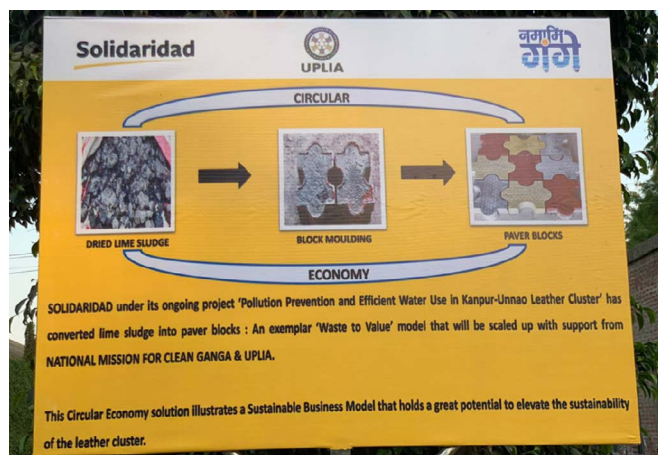 Solidaridad
UPLIA
नमामि
गंगे
CIRCULAR
DRIED LIME SLUDGE
BLOCK MOULDING
PAVER BLOCKS
ECONOMY
SOLIDARIDAD under its ongoing project 'Pollution Prevention and Efficient Water Use in Kanpur-Unnao Leather Cluster' has
converted lime sludge into paver blocks : An exemplar 'Waste to Value' model that will be scaled up with support from
NATIONAL MISSION FOR CLEAN GANGA & UPLIA.
This Circular Economy solution illustrates a Sustainable Business Model that holds a great potential to elevate the sustainability
of the leather cluster.